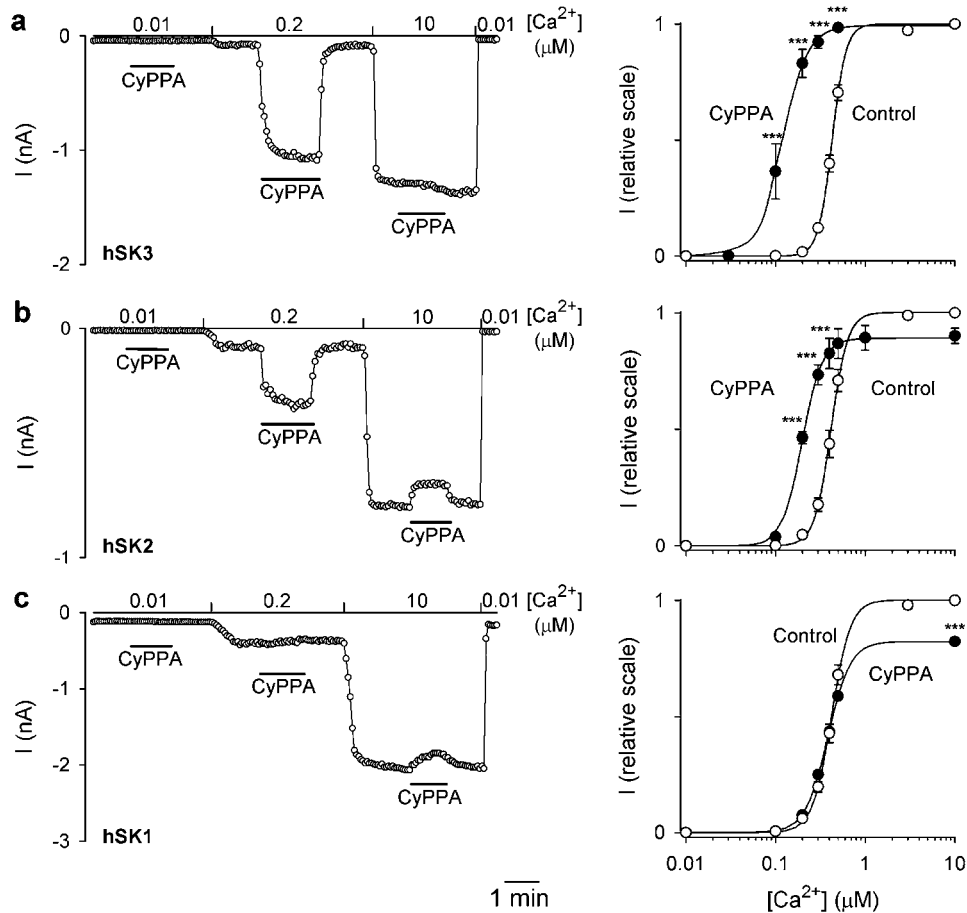 a
0
0.01
0.2
10
0.01
[Ca2+]
(µM)
CyPPA
CyPPA
CyPPA
-1
-2
I (nA)
hSK3
1
0
I (relative scale)
***
***
***
***
CyPPA
Control
b
0
0.01
0.2
10
0.01
[Ca2+]
(µM)
CyPPA
CyPPA
CyPPA
-1
I (nA)
hSK2
1
0
I (relative scale)
***
***
***
CyPPA
Control
c
0
0.01
0.2
10
0.01
[Ca2+]
(µM)
CyPPA
CyPPA
CyPPA
-1
-2
-3
I (nA)
hSK1
1 min
1
0
I (relative scale)
Control
***
CyPPA
0.01
0.1
1
10
[Ca2+] (µM)